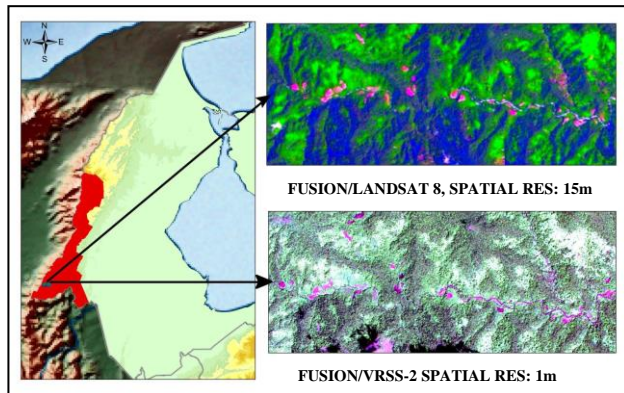 N
W E
S
FUSION/LANDSAT 8, SPATIAL RES: 15m
FUSION/VRSS-2 SPATIAL RES: 1m